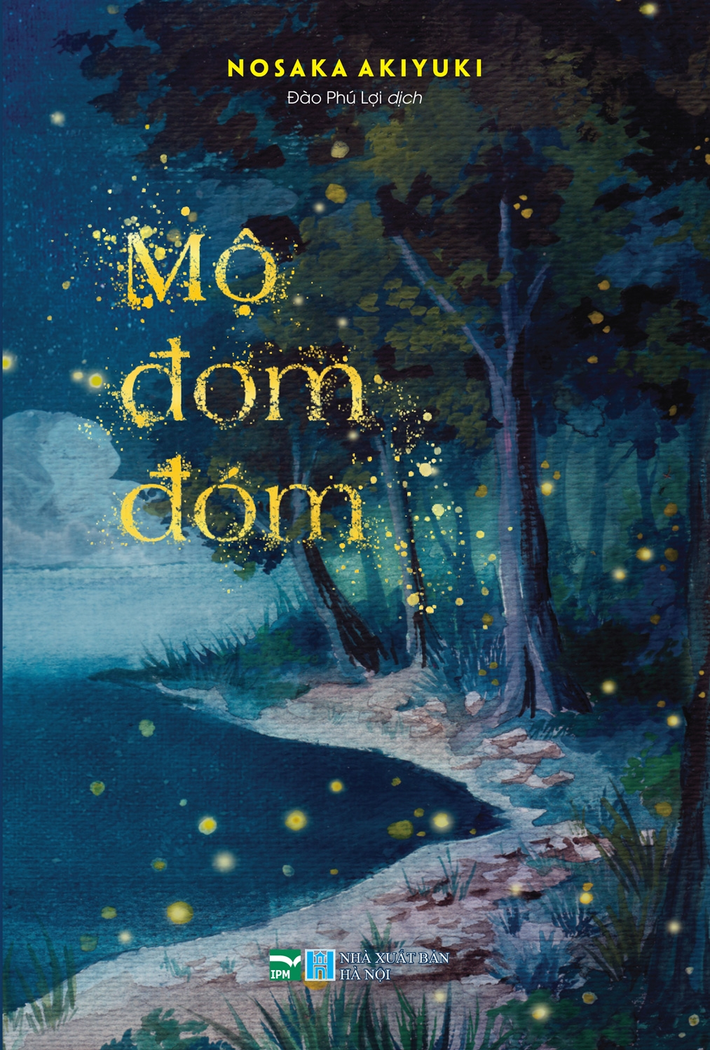 NOSAKA AKIYUKI
Đào Phú Lợi dịch
Mộ
đom
đóm
IPM
NHÀ XUẤT BẢN
HÀ NỘI